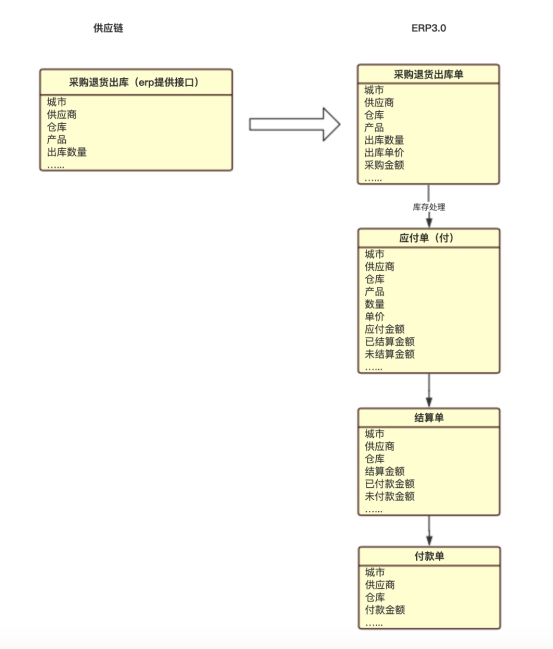 供应链
ERP3.0
采购退货出库（erp提供接口）
城市
供应商
仓库
产品
出库数量
…...
采购退货出库单
城市
供应商
仓库
产品
出库数量
出库单价
采购金额
…...
库存处理
应付单（付）
城市
供应商
仓库
产品
数量
单价
应付金额
已结算金额
未结算金额
…...
结算单
城市
供应商
仓库
结算金额
已付款金额
未付款金额
…...
付款单
城市
供应商
仓库
付款金额
…...